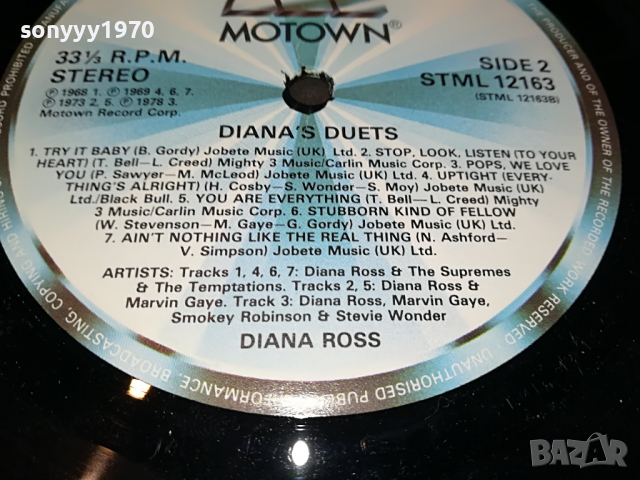 sonyyy1970
MOTOWN®
33⅓ R.P.M.
STEREO
SIDE 2
STML 12163
(STML 12163B)
Ⓟ 1968 1. Ⓟ 1969 4, 6, 7.
Ⓟ 1973 2, 5. Ⓟ 1978 3.
Motown Record Corp.
DIANA'S DUETS
1. TRY IT BABY (B. Gordy) Jobete Music (UK) Ltd. 2. STOP, LOOK, LISTEN (TO YOUR
HEART) (T. Bell—L. Creed) Mighty 3 Music/Carlin Music Corp. 3. POPS, WE LOVE
YOU (P. Sawyer—M. McLeod) Jobete Music (UK) Ltd. 4. UPTIGHT (EVERY-
THING'S ALRIGHT) (H. Cosby—S. Wonder—S. Moy) Jobete Music (UK)
Ltd./Black Bull. 5. YOU ARE EVERYTHING (T. Bell—L. Creed) Mighty
3 Music/Carlin Music Corp. 6. STUBBORN KIND OF FELLOW
(W. Stevenson—M. Gaye—G. Gordy) Jobete Music (UK) Ltd.
7. AIN'T NOTHING LIKE THE REAL THING (N. Ashford—
V. Simpson) Jobete Music (UK) Ltd.
ARTISTS: Tracks 1, 4, 6, 7: Diana Ross & The Supremes
& The Temptations. Tracks 2, 5: Diana Ross &
Marvin Gaye. Track 3: Diana Ross, Marvin Gaye,
Smokey Robinson & Stevie Wonder
DIANA ROSS
THE PRODUCER AND OF THE OWNER OF THE RECORDED WORK RESERVED · UNAUTHORISED PUBLIC PERFORMANCE, BROADCASTING, COPYING AND HIRING
RECORD PROHIBITED
BAZAR